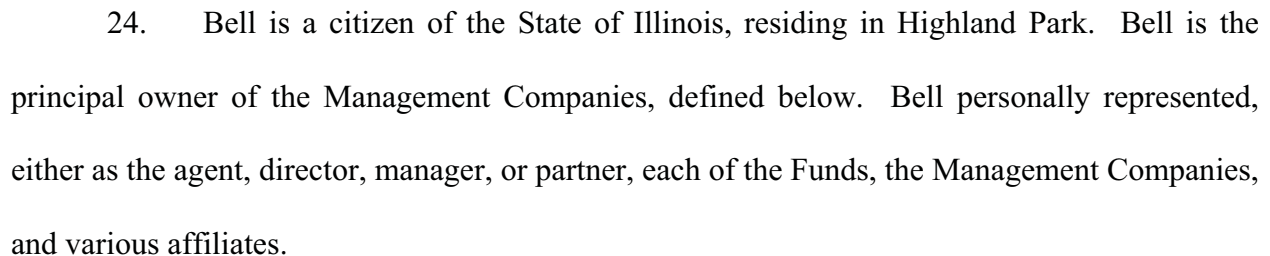 24. Bell is a citizen of the State of Illinois, residing in Highland Park. Bell is the
principal owner of the Management Companies, defined below. Bell personally represented,
either as the agent, director, manager, or partner, each of the Funds, the Management Companies,
and various affiliates.